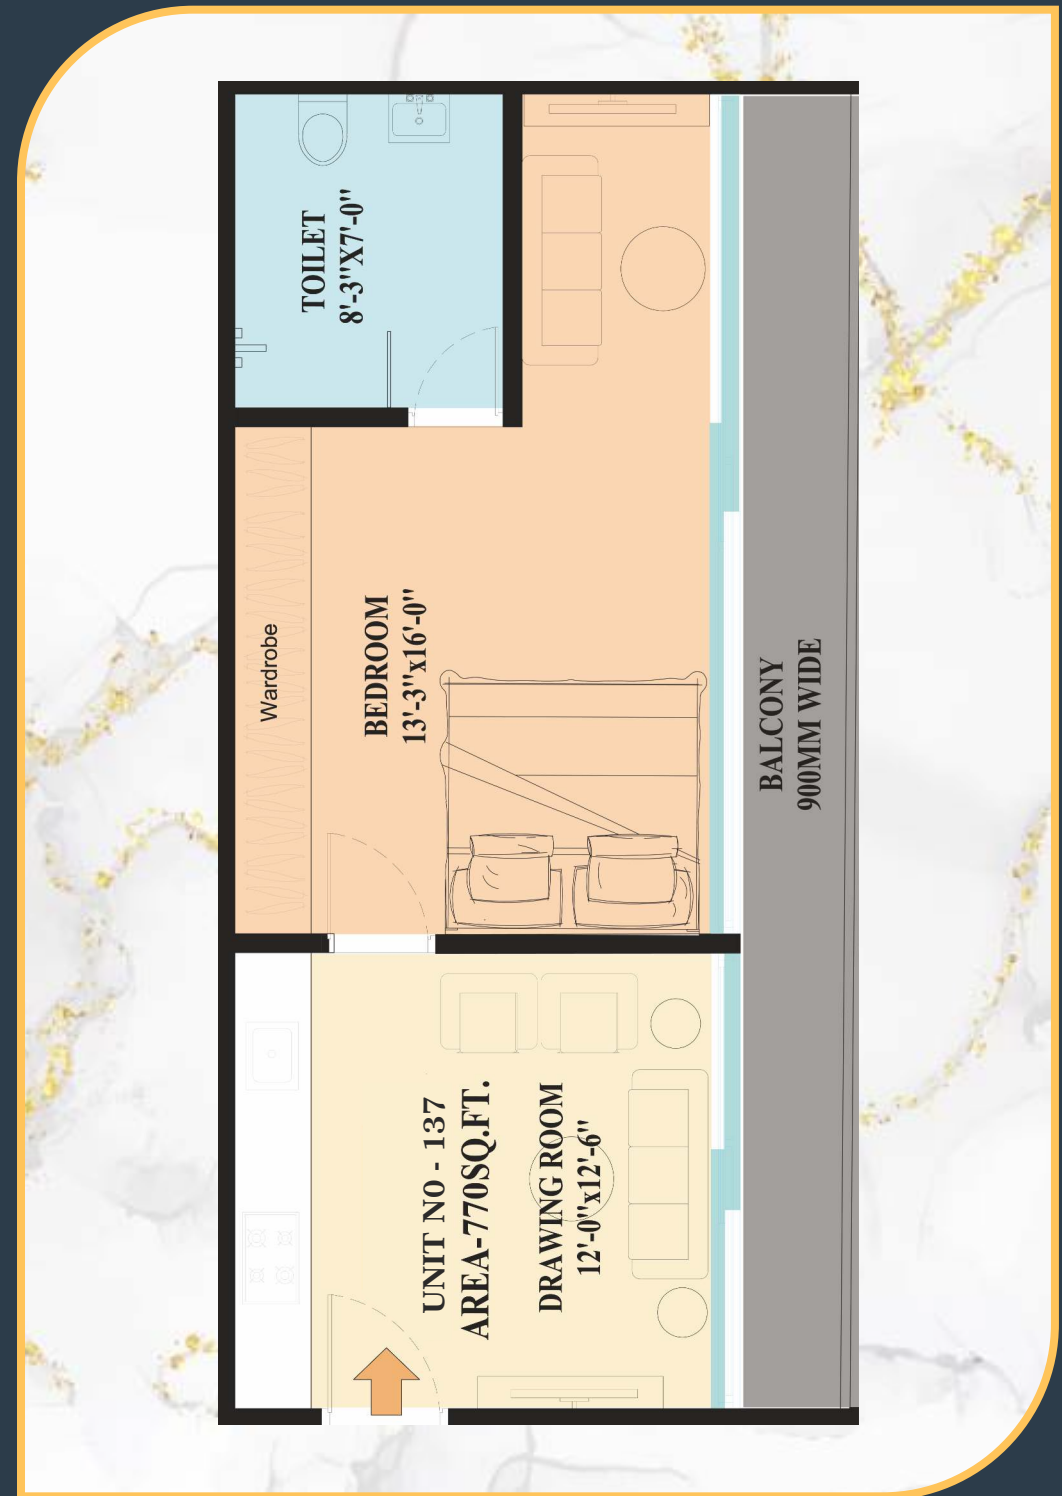 TOILET
8'-3"X7'-0"
Wardrobe
BEDROOM
13'-3"x16'-0"
BALCONY
900MM WIDE
UNIT NO - 137
AREA-770SQ.FT.
DRAWING ROOM
12'-0"x12'-6"